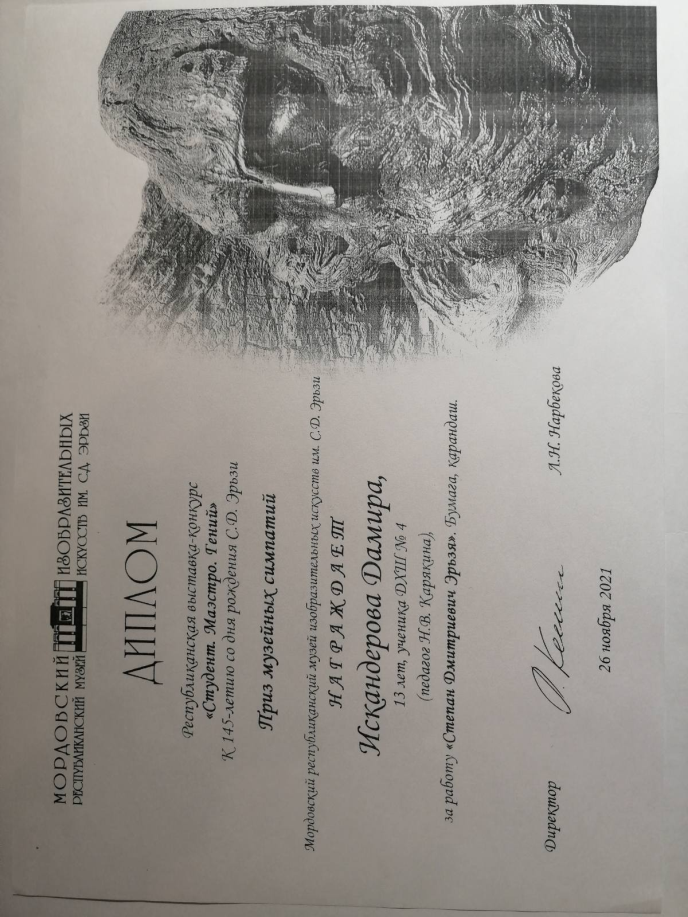 МОРДОВСКИЙ ИЗОБРАЗИТЕЛЬНЫХ
РЕСПУБЛИКАНСКИЙ МУЗЕЙ ИСКУССТВ ИМ. С.Д. ЭРЬЗИ
ДИПЛОМ
Республиканская выставка-конкурс
«Студент. Маэстро. Гений»
К 145-летию со дня рождения С.Д. Эрьзи
Приз музейных симпатий
Мордовский республиканский музей изобразительных искусств им. С.Д. Эрьзи
НАГРАЖДАЕТ
Искандерова Дамира,
13 лет, ученика ДХШ № 4
(педагог Н.В. Карякина),
за работу «Степан Дмитриевич Эрьзя». Бумага, карандаш.
Директор Л.Н. Нарбекова
26 ноября 2021